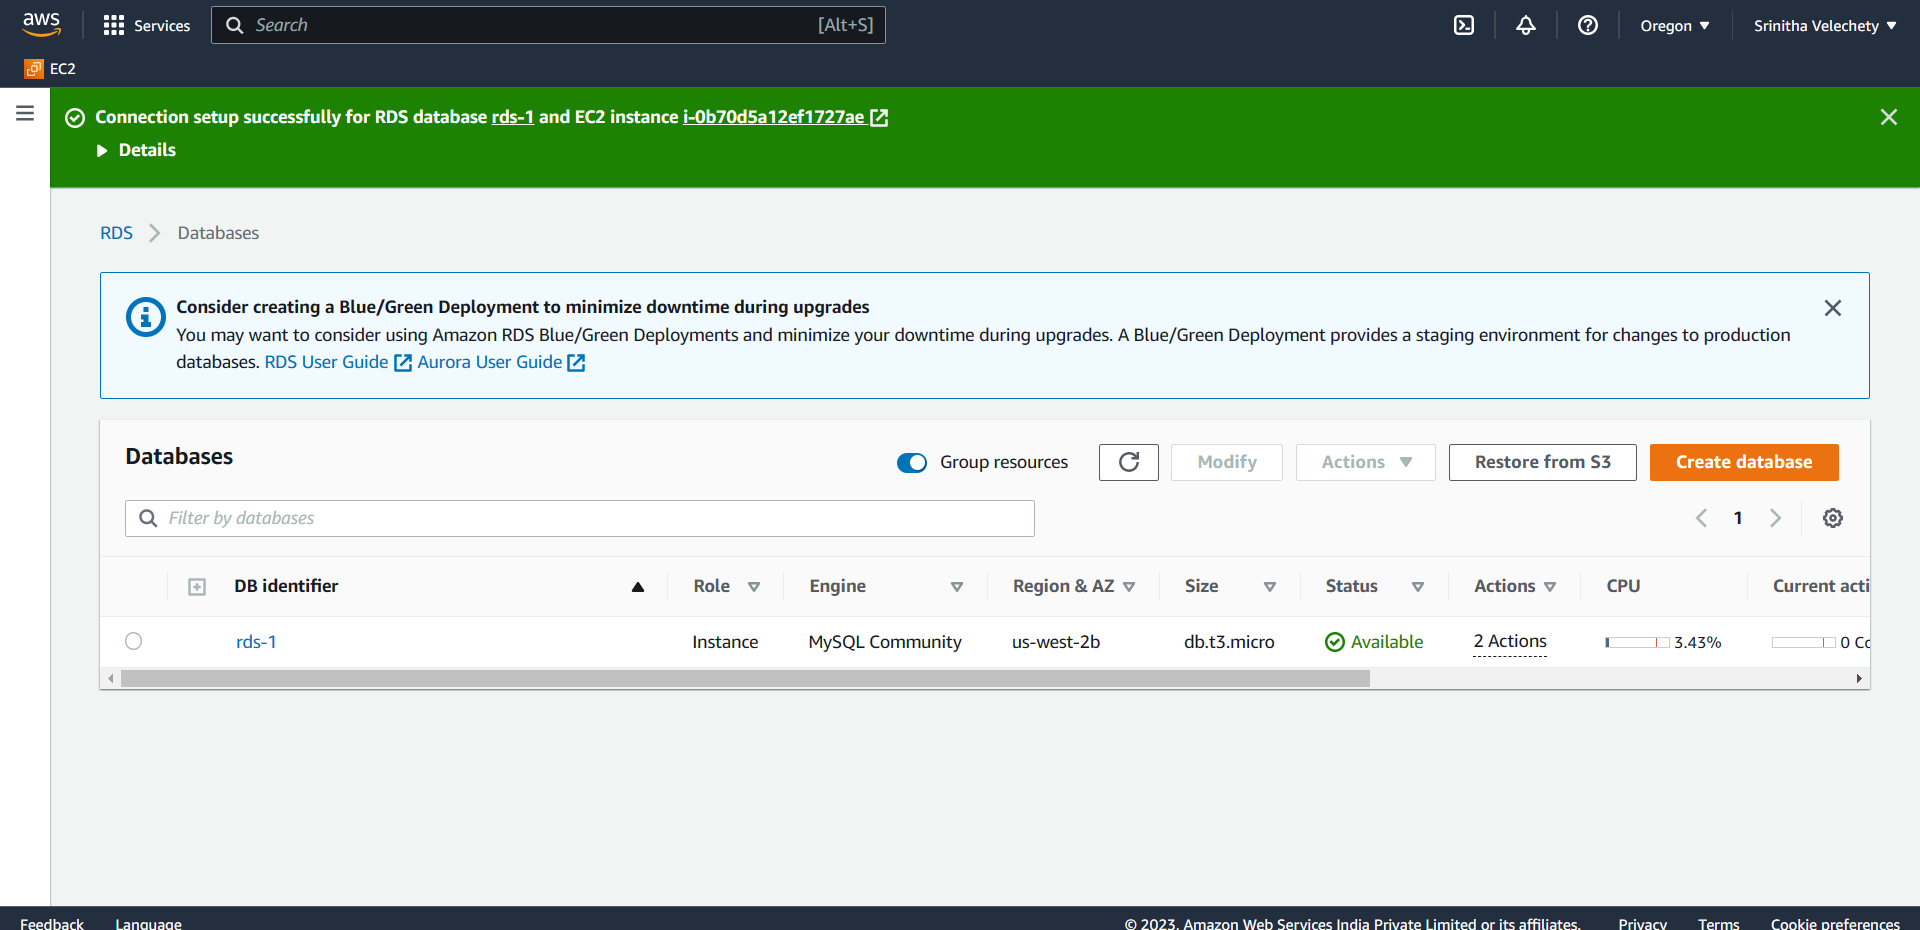 aws
Services
Search
[Alt+S]
Oregon
Srinitha Velechety
EC2
Connection setup successfully for RDS database rds-1 and EC2 instance i-0b70d5a12ef1727ae
Details
RDS
Databases
Consider creating a Blue/Green Deployment to minimize downtime during upgrades
You may want to consider using Amazon RDS Blue/Green Deployments and minimize your downtime during upgrades. A Blue/Green Deployment provides a staging environment for changes to production
databases. RDS User Guide Aurora User Guide
Databases
Group resources
Modify
Actions
Restore from S3
Create database
Filter by databases
1
DB identifier Role Engine Region & AZ Size Status Actions CPU Current acti
rds-1 Instance MySQL Community us-west-2b db.t3.micro Available 2 Actions 3.43% 0 Co
Feedback Language © 2023, Amazon Web Services India Private Limited or its affiliates. Privacy Terms Cookie preferences